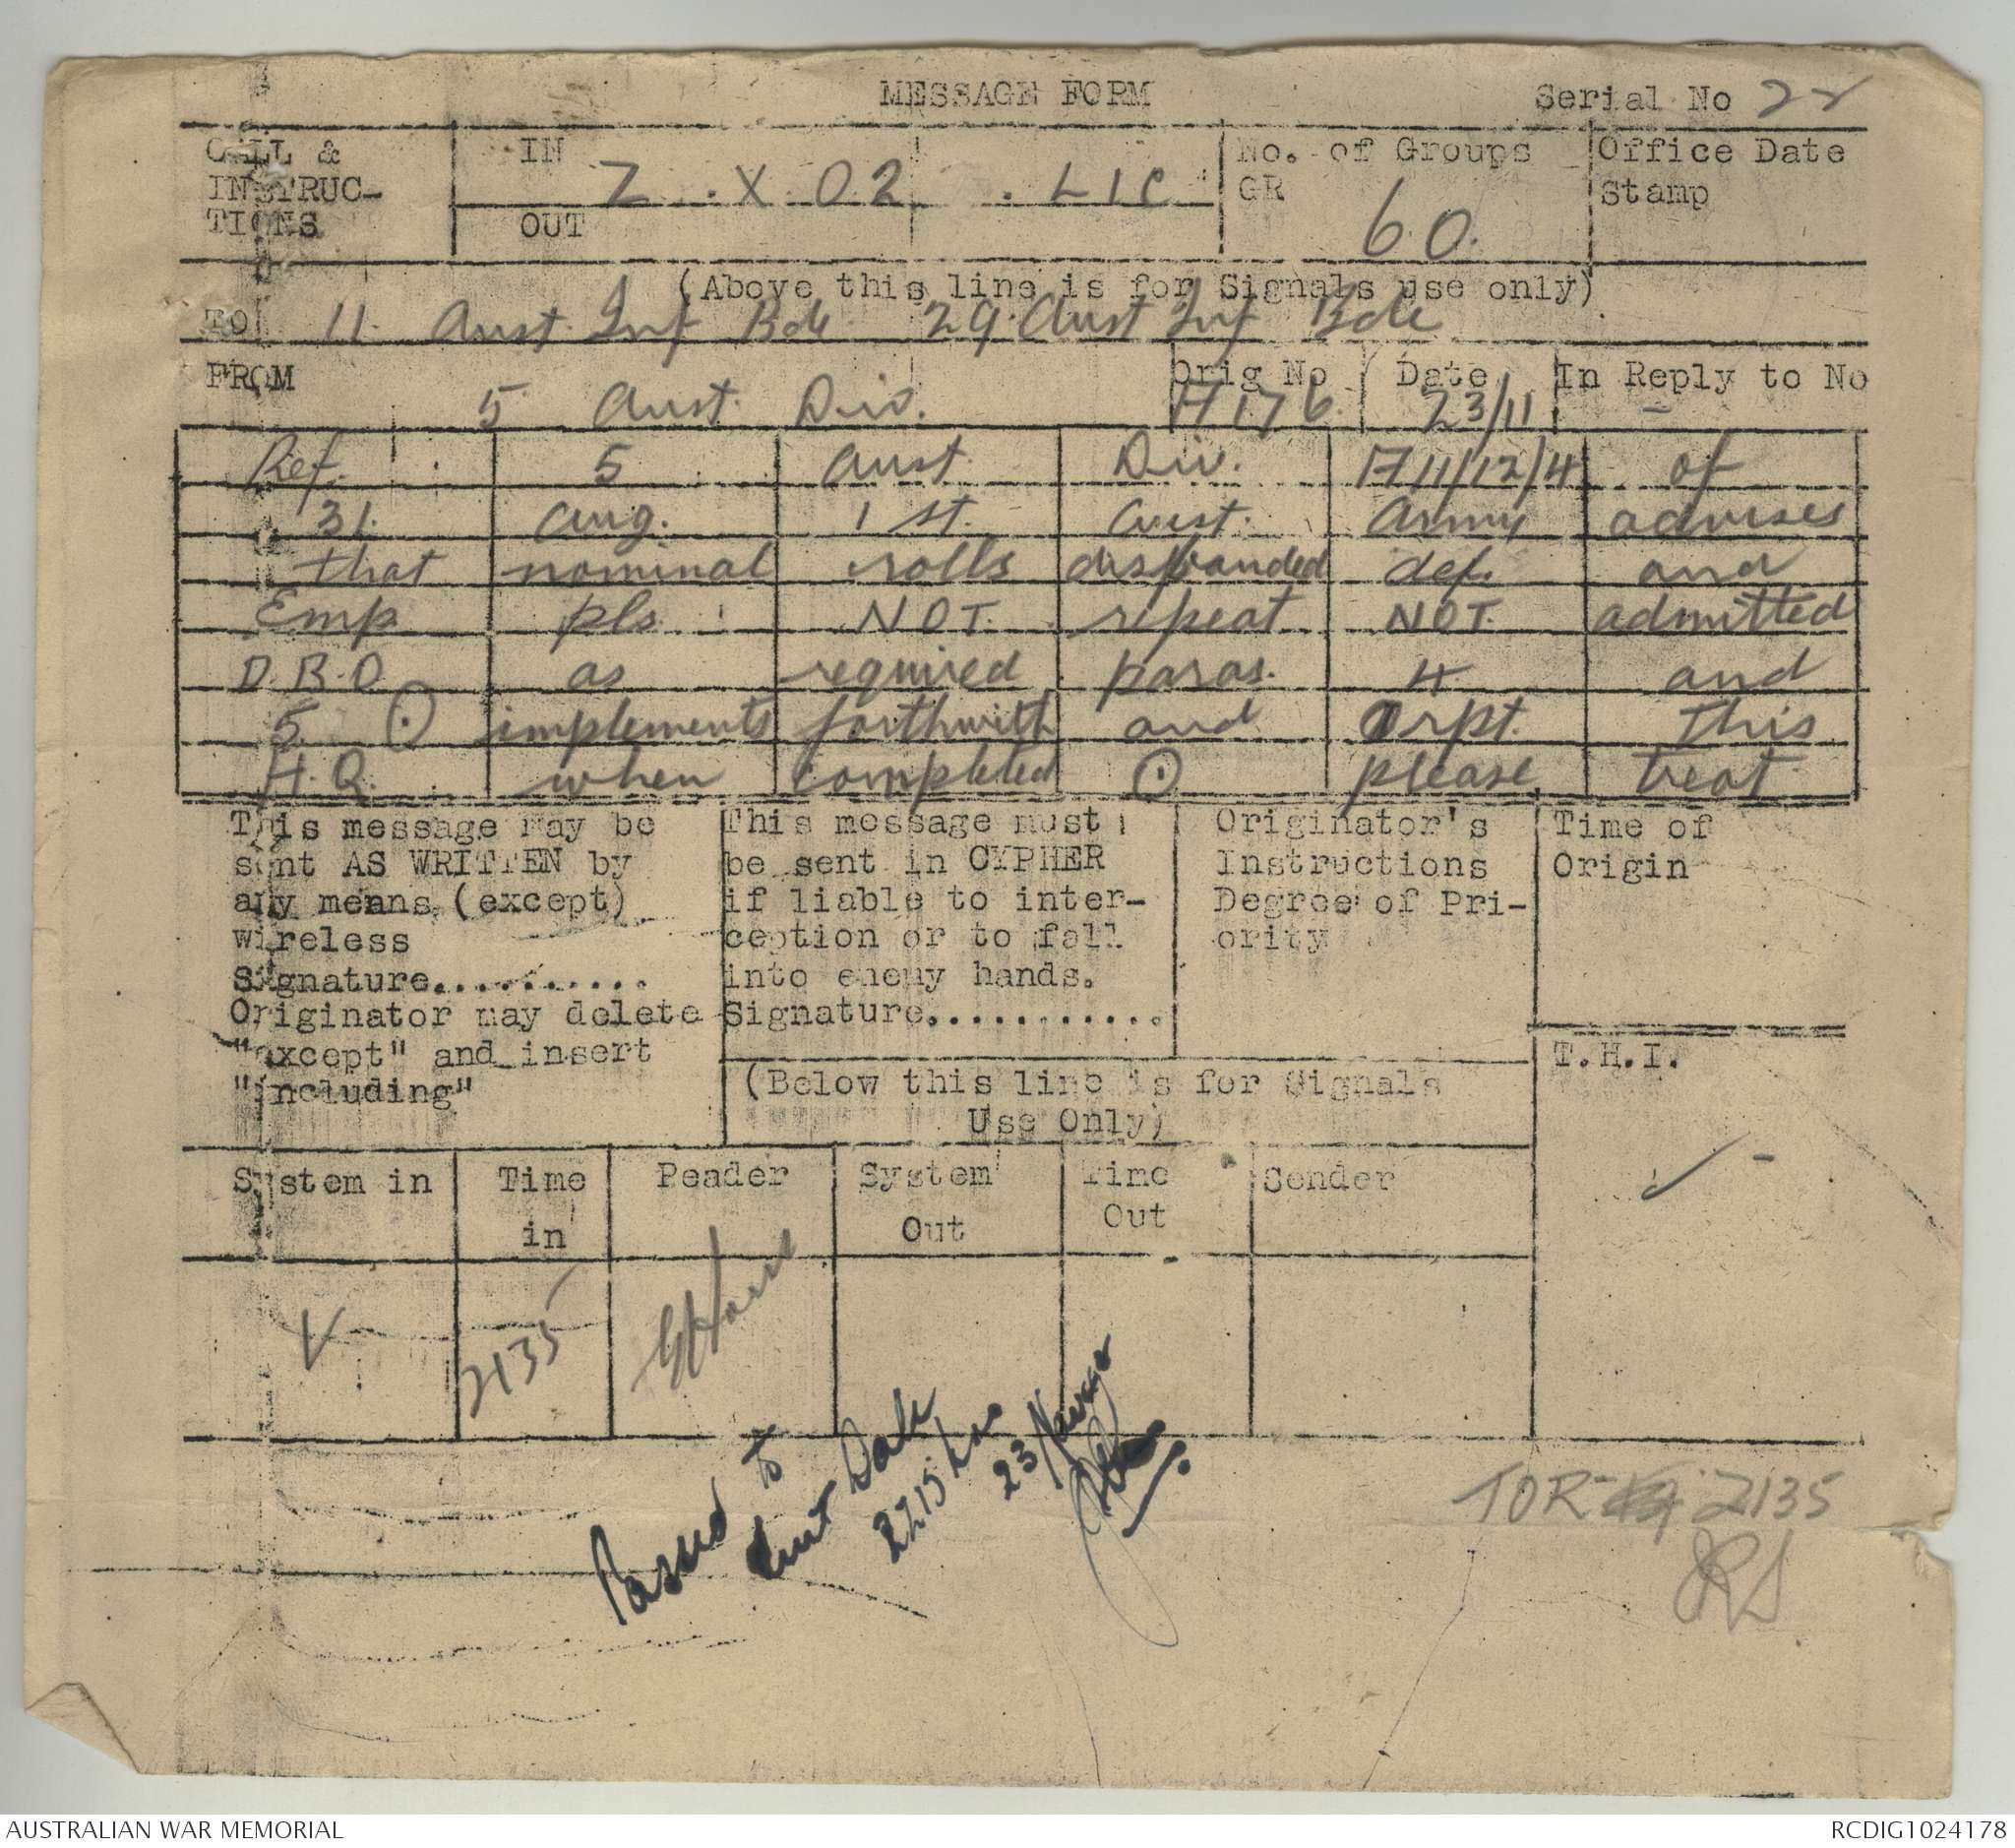 MESSAGE FORM Serial No 22
CALL & IN Z . X 02 . LIC No. of Groups Office Date
INSTRUC- GR 60. Stamp
TIONS OUT
(Above this line is for Signals use only)
TO 11. Aust. Inf Bde 29. Aust Inf Bde
FROM 5 Aust. Div. Orig No A176 Date 23/11 In Reply to No -
Ref. 5 Aust. Div. A11/12/4 of
31. Aug. 1st. Aust. Army advises
that nominal rolls disbanded def. and
Emp pls. NOT. repeat NOT. admitted
D.R.O as required paras. 4 and
5 ⊙ implements forthwith and rpt. this
H.Q. when completed ⊙ please treat
This message may be
sent AS WRITTEN by
any means (except)
wireless
Signature...........
Originator may delete
"except" and insert
"including"
This message must
be sent in CYPHER
if liable to inter-
ception or to fall
into enemy hands.
Signature............
Originator's
Instructions
Degree of Pri-
ority
Time of
Origin
T.H.I.
(Below this line is for Signals
Use Only)
System in Time in Reader System Out Time Out Sender
V 2135
Passed to
2215 hrs
23/Nov
TOR 2135
AUSTRALIAN WAR MEMORIAL RCDIG1024178